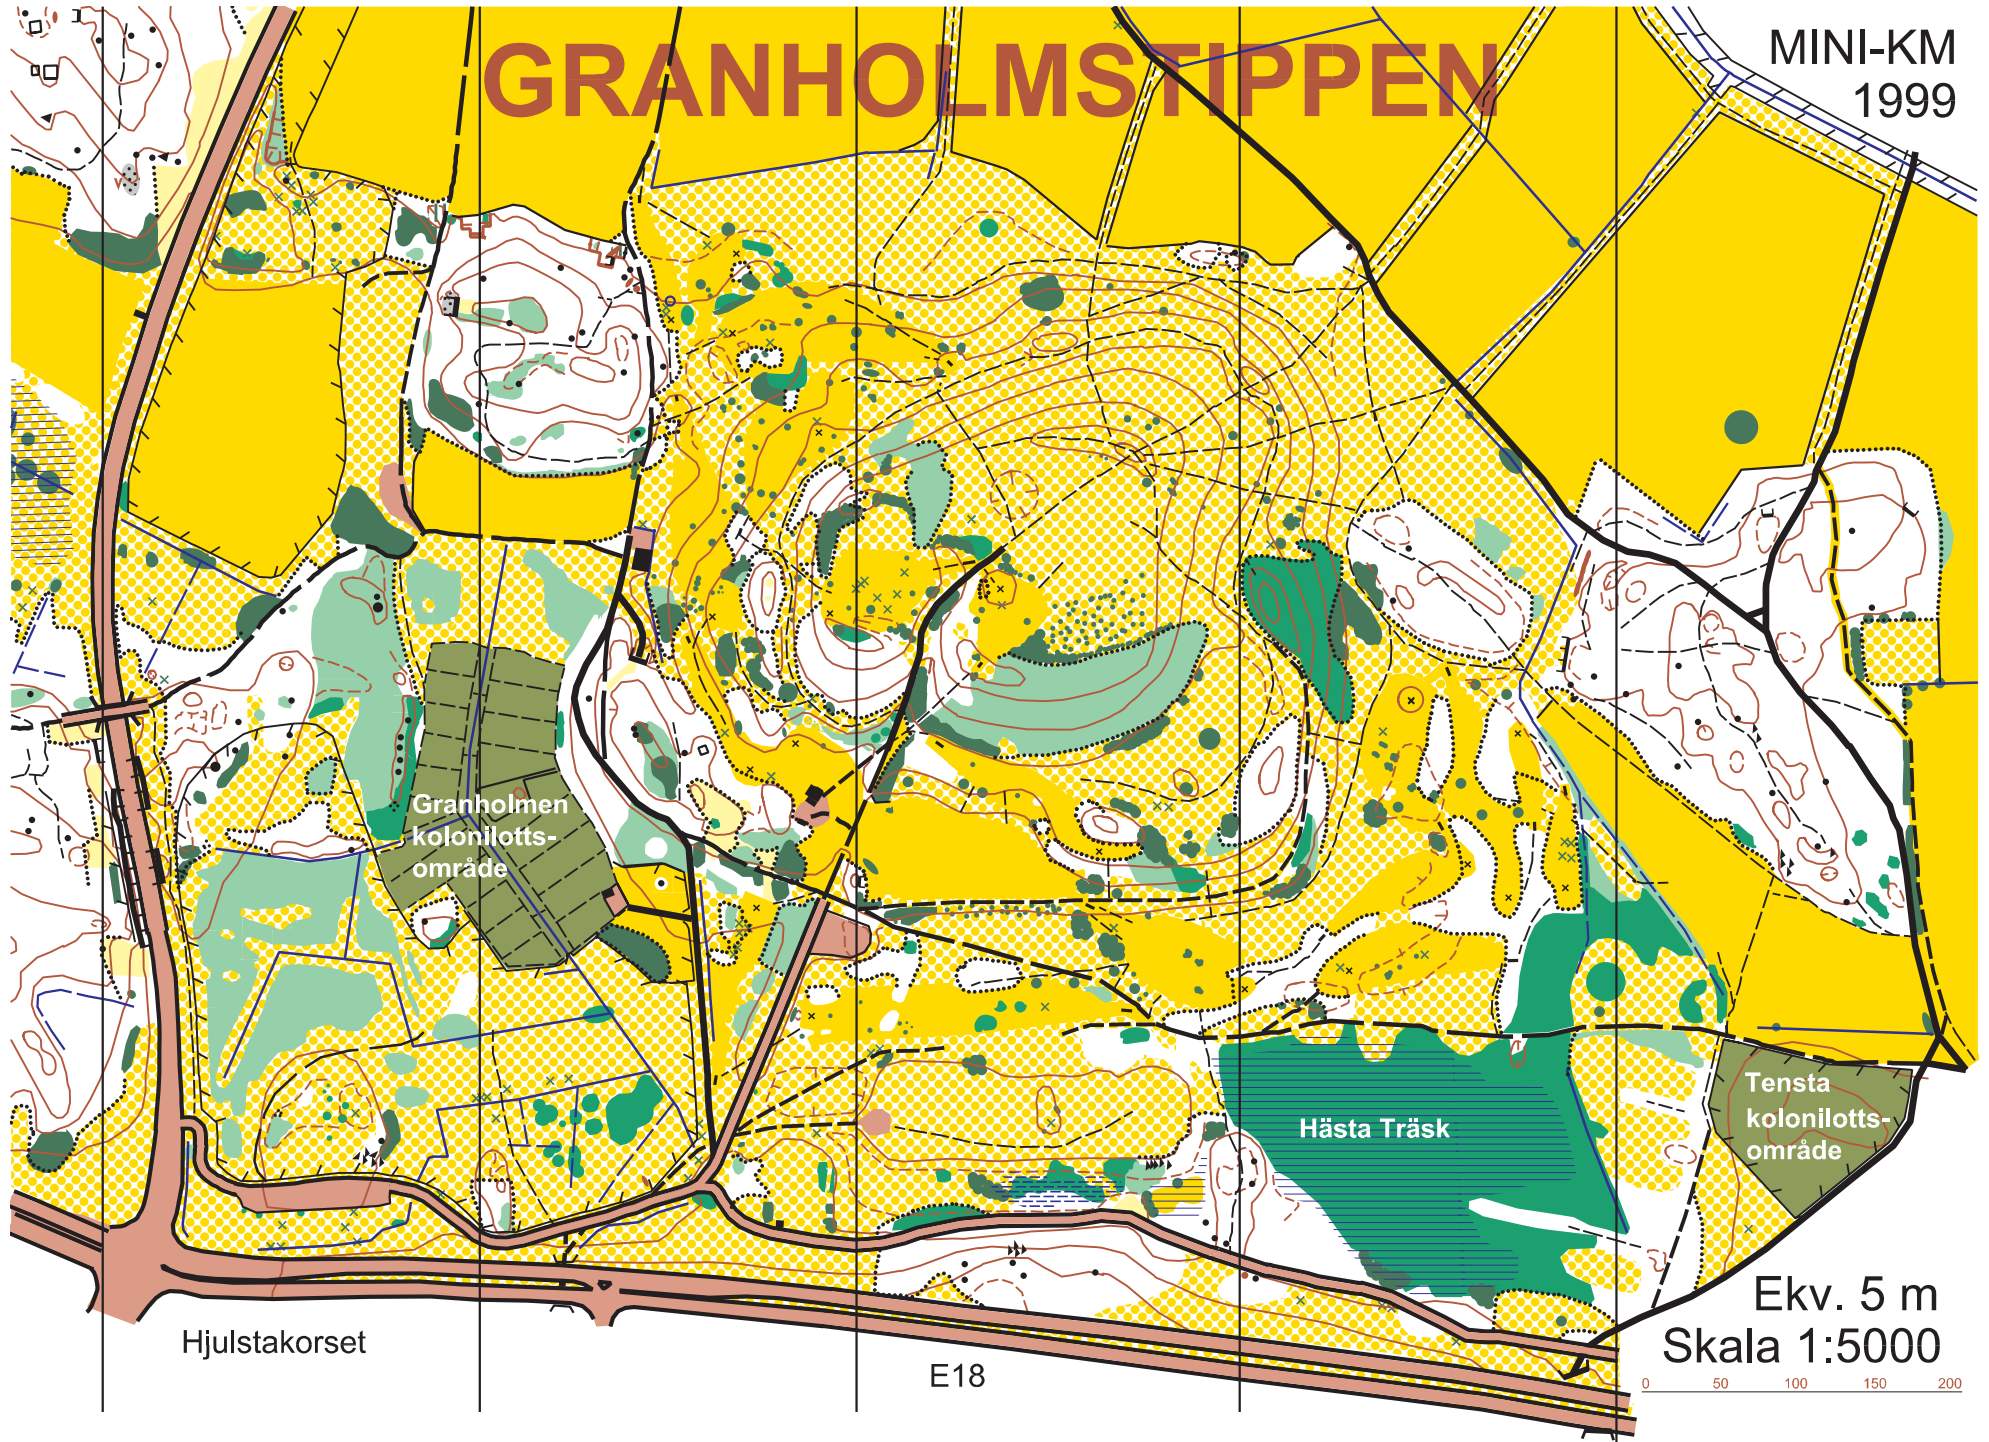 GRANHOLMSTIPPEN
MINI-KM
1999
Granholmen
kolonilotts-
område
Tensta
kolonilotts-
område
Hästa Träsk
Ekv. 5 m
Skala 1:5000
0 50 100 150 200
Hjulstakorset
E18